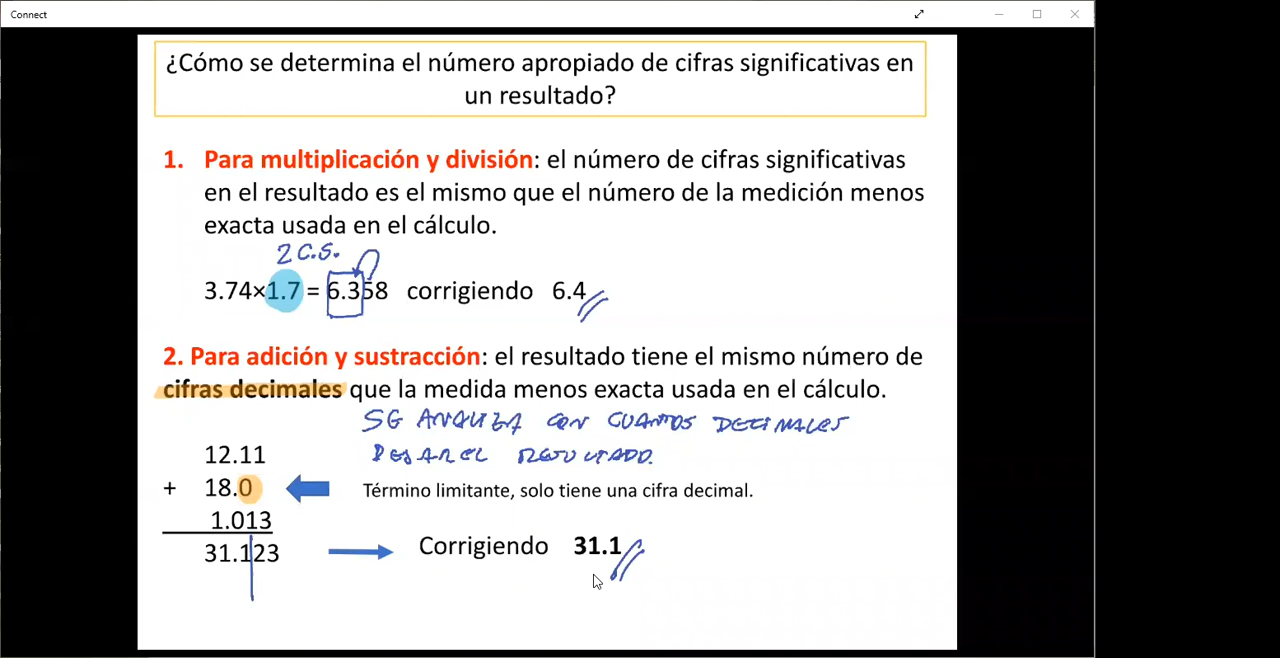 Connect
¿Cómo se determina el número apropiado de cifras significativas en
un resultado?
1. Para multiplicación y división: el número de cifras significativas
en el resultado es el mismo que el número de la medición menos
exacta usada en el cálculo.
2 C.S.
3.74×1.7 = 6.358 corrigiendo 6.4
2. Para adición y sustracción: el resultado tiene el mismo número de
cifras decimales que la medida menos exacta usada en el cálculo.
SE ANALIZA CON CUANTOS DECIMALES
12.11
DEJAR EL RESULTADO.
+ 18.0 Término limitante, solo tiene una cifra decimal.
1.013
31.123 Corrigiendo 31.1